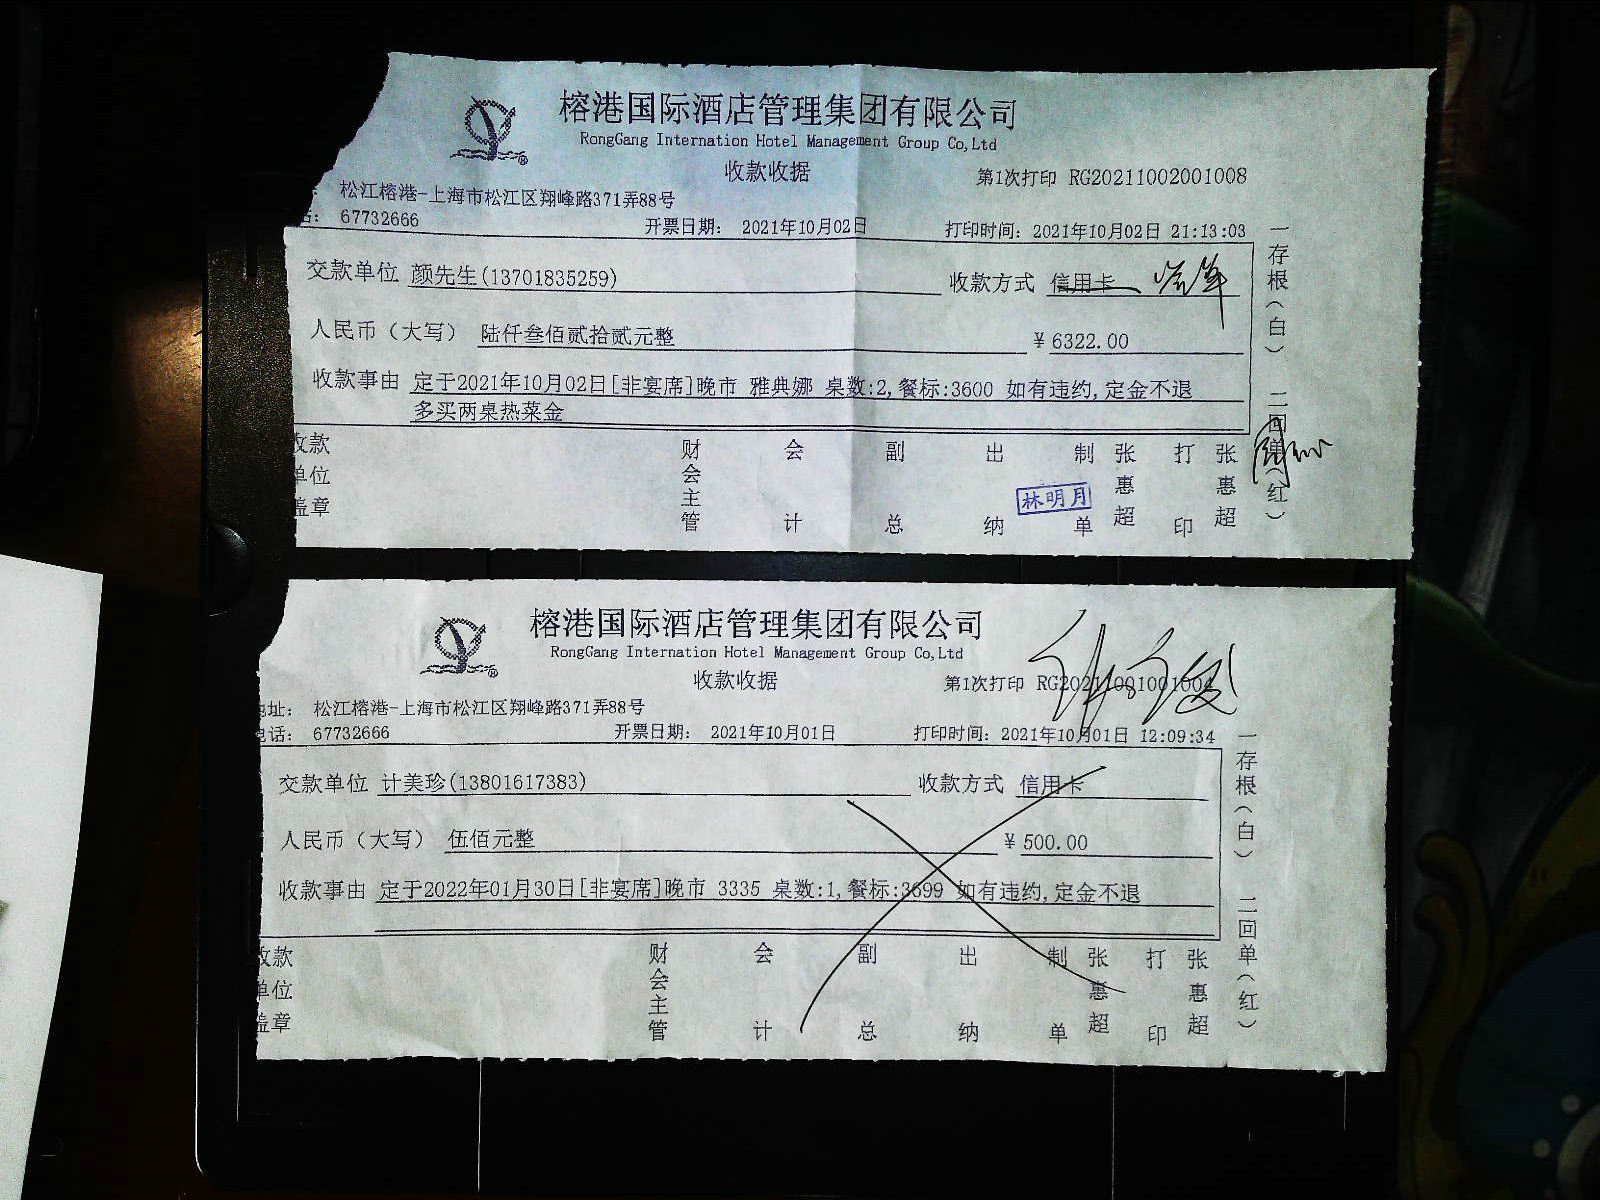 榕港国际酒店管理集团有限公司
RongGang Internation Hotel Management Group Co,Ltd
收款收据
第1次打印 RG20211002001008
松江榕港-上海市松江区翔峰路371弄88号
话: 67732666 开票日期: 2021年10月02日 打印时间: 2021年10月02日 21:13:03
交款单位 颜先生(13701835259) 收款方式 信用卡
人民币(大写) 陆仟叁佰贰拾贰元整 ¥6322.00
收款事由 定于2021年10月02日[非宴席]晚市 雅典娜 桌数:2,餐标:3600 如有违约,定金不退
多买两桌热菜金
收款单位盖章 财会主管 会计 副总 出纳 林明月 制单 张惠超 打印 张惠超
一存根(白) 二回单(红)
榕港国际酒店管理集团有限公司
RongGang Internation Hotel Management Group Co,Ltd
收款收据
第1次打印 RG20211001001004
地址: 松江榕港-上海市松江区翔峰路371弄88号
电话: 67732666 开票日期: 2021年10月01日 打印时间: 2021年10月01日 12:09:34
交款单位 计美珍(13801617383) 收款方式 信用卡
人民币(大写) 伍佰元整 ¥500.00
收款事由 定于2022年01月30日[非宴席]晚市 3335 桌数:1,餐标:3699 如有违约,定金不退
收款单位盖章 财会主管 会计 副总 出纳 制单 张惠超 打印 张惠超
一存根(白) 二回单(红)